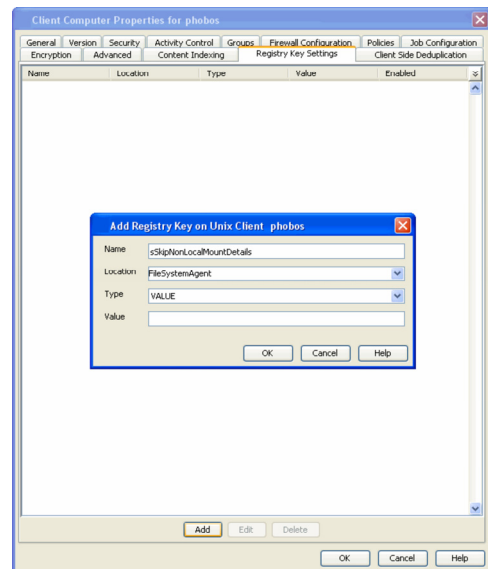 Client Computer Properties for phobos
General Version Security Activity Control Groups Firewall Configuration Policies Job Configuration
Encryption Advanced Content Indexing Registry Key Settings Client Side Deduplication
Name Location Type Value Enabled
Add Registry Key on Unix Client phobos
Name sSkipNonLocalMountDetails
Location FileSystemAgent
Type VALUE
Value
OK Cancel Help
Add Edit Delete
OK Cancel Help